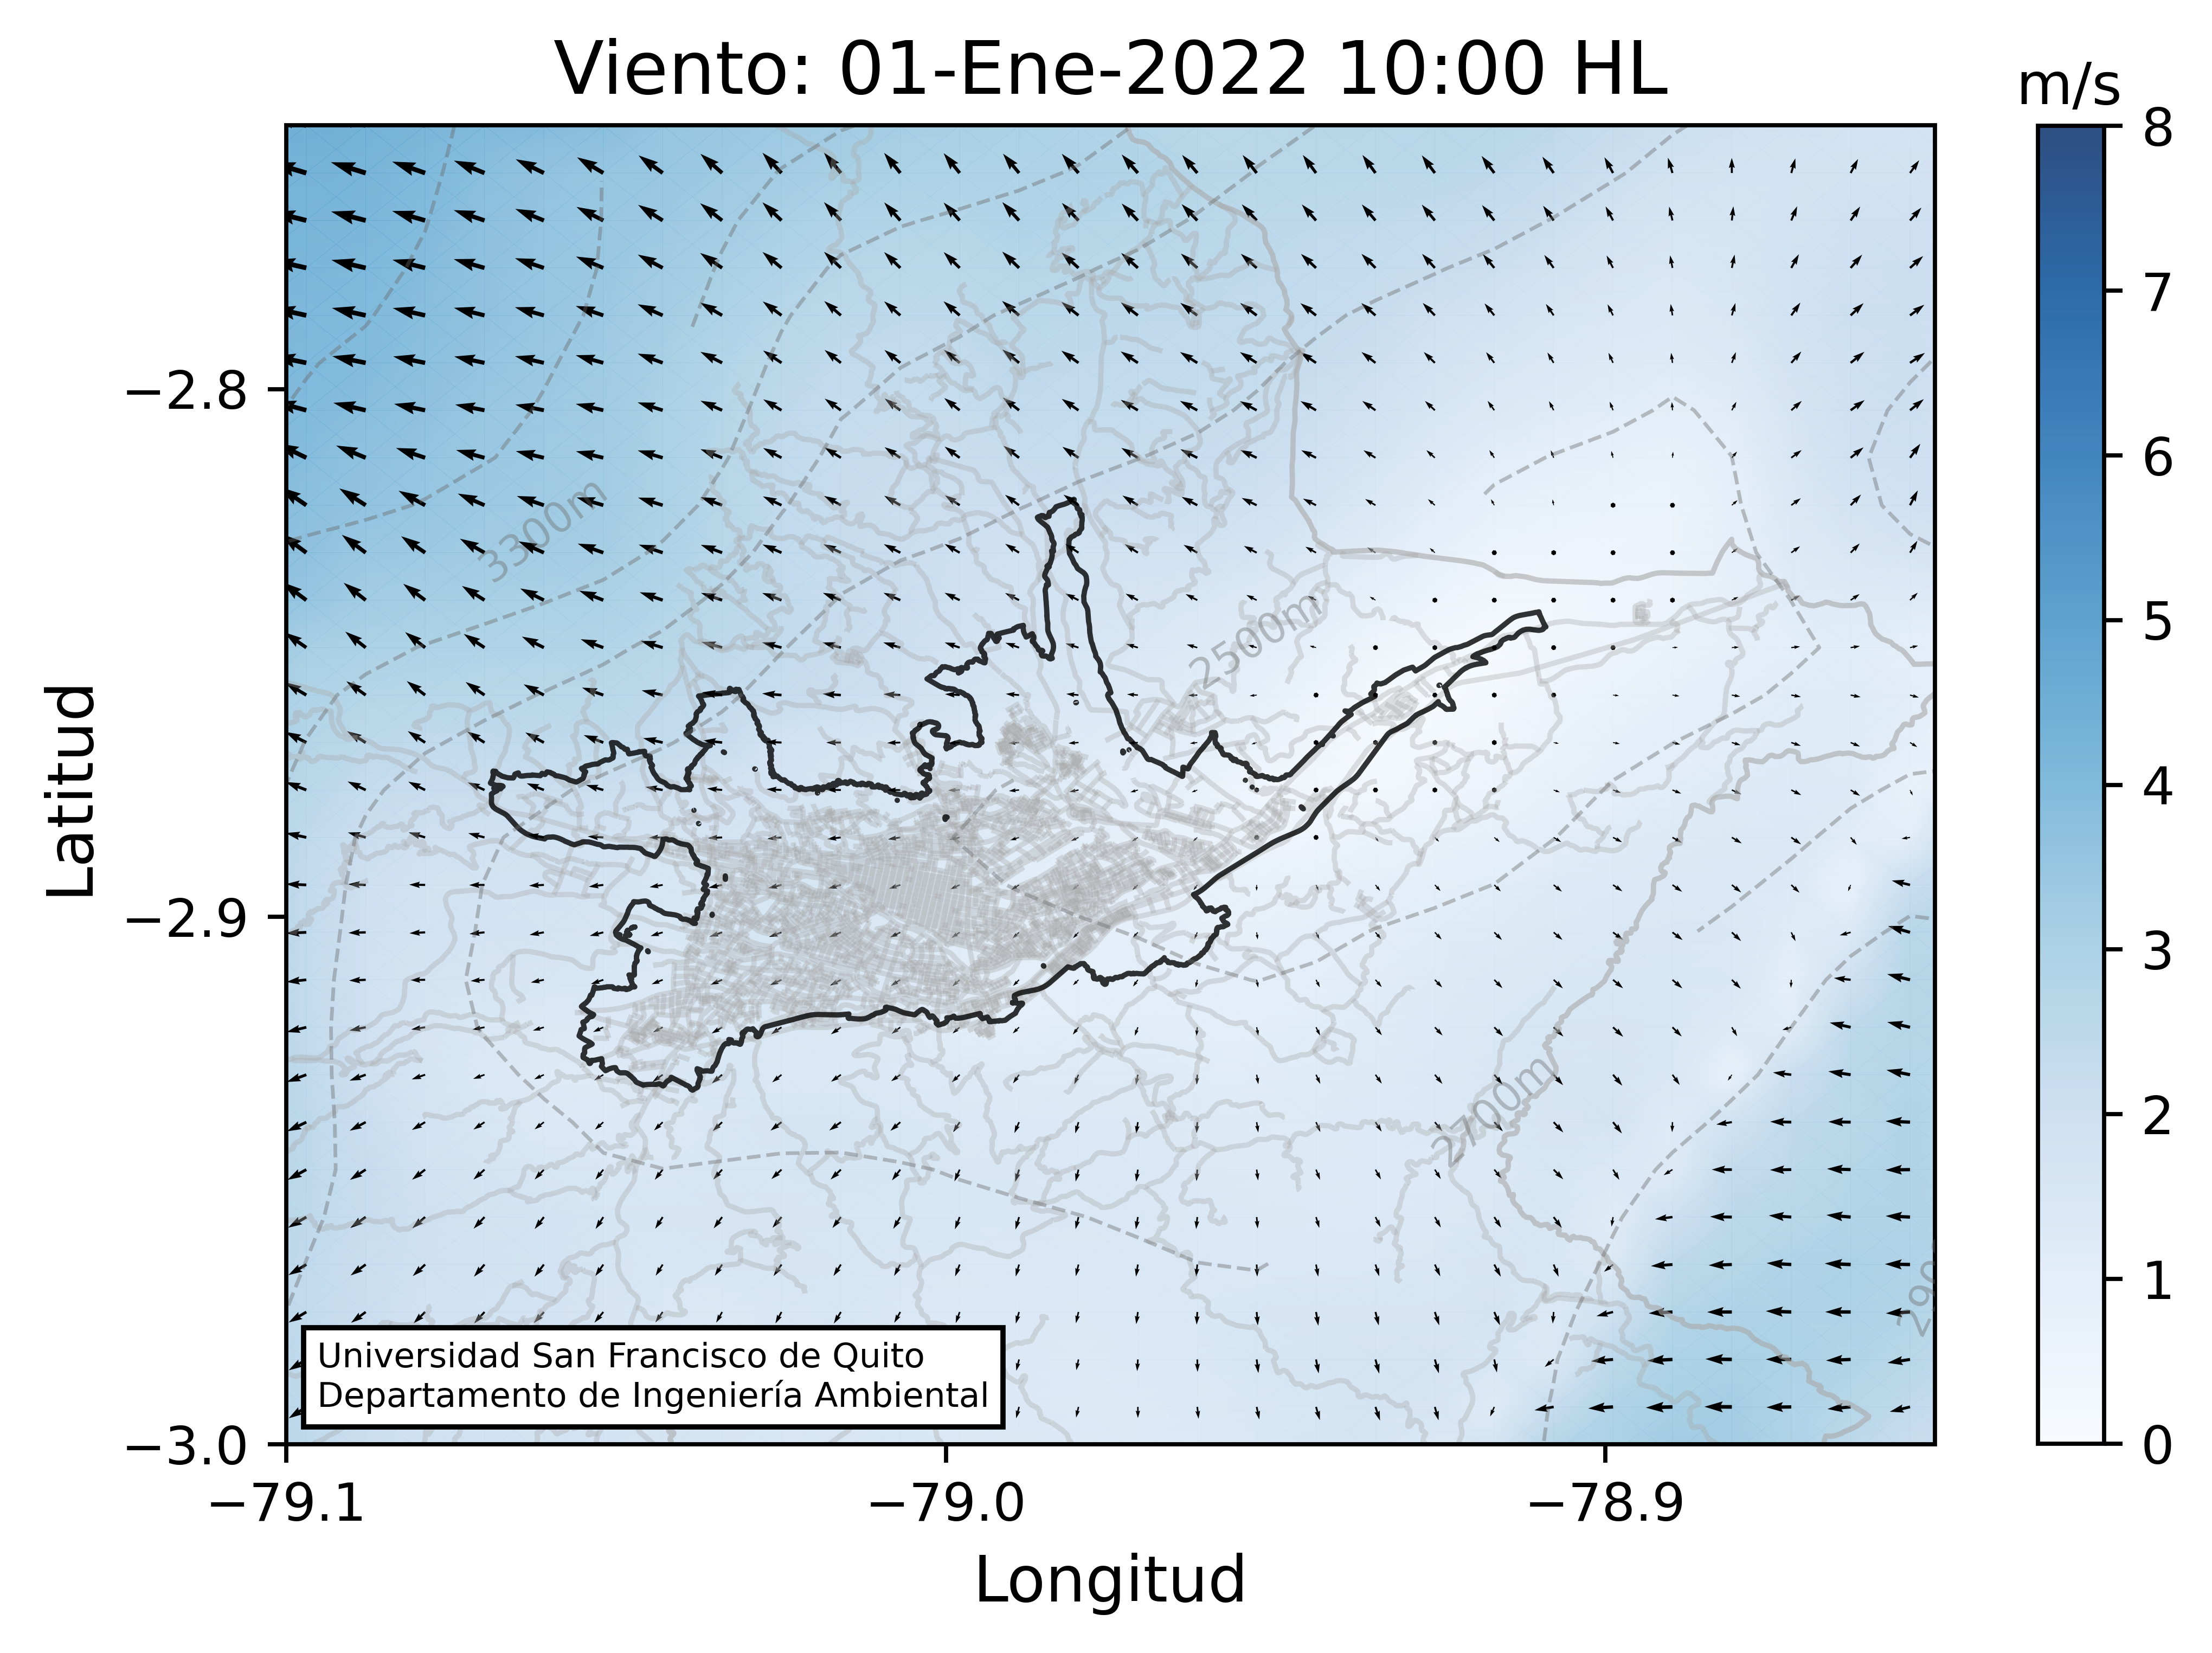 Viento: 01-Ene-2022 10:00 HL
m/s
8
7
6
5
4
3
2
1
0
Latitud
−2.8
−2.9
−3.0
3300m
2500m
2700m
290
Universidad San Francisco de Quito
Departamento de Ingeniería Ambiental
−79.1
−79.0
−78.9
Longitud